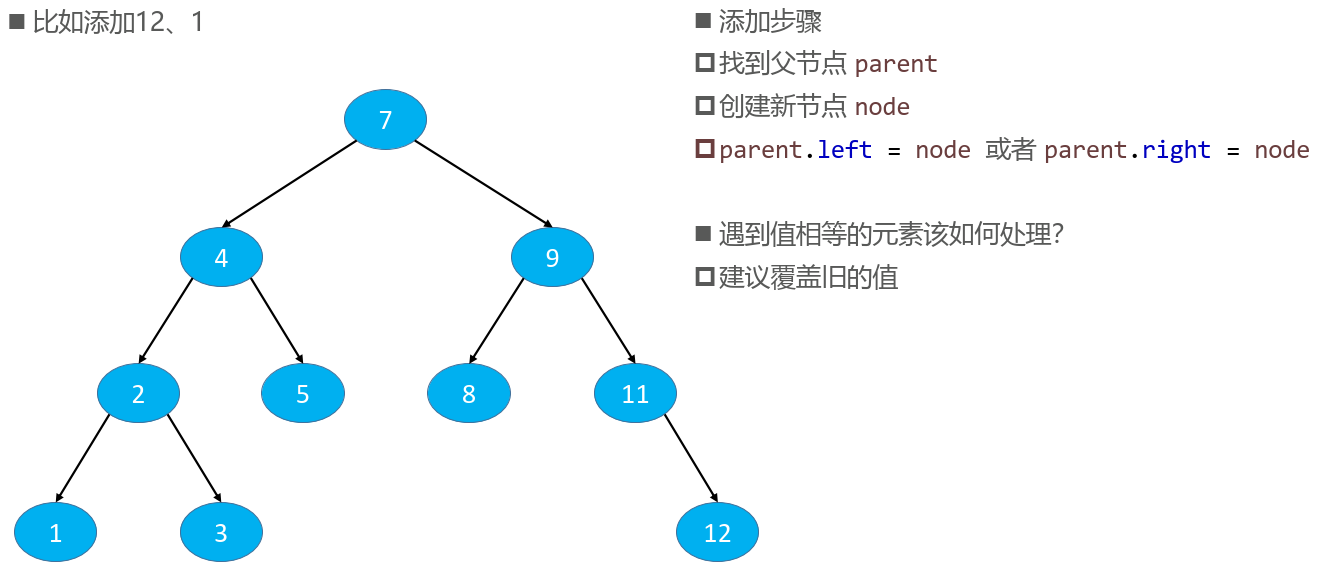 比如添加12、1
7
4
9
2
5
8
11
1
3
12
添加步骤
找到父节点 parent
创建新节点 node
parent.left = node 或者 parent.right = node
遇到值相等的元素该如何处理?
建议覆盖旧的值